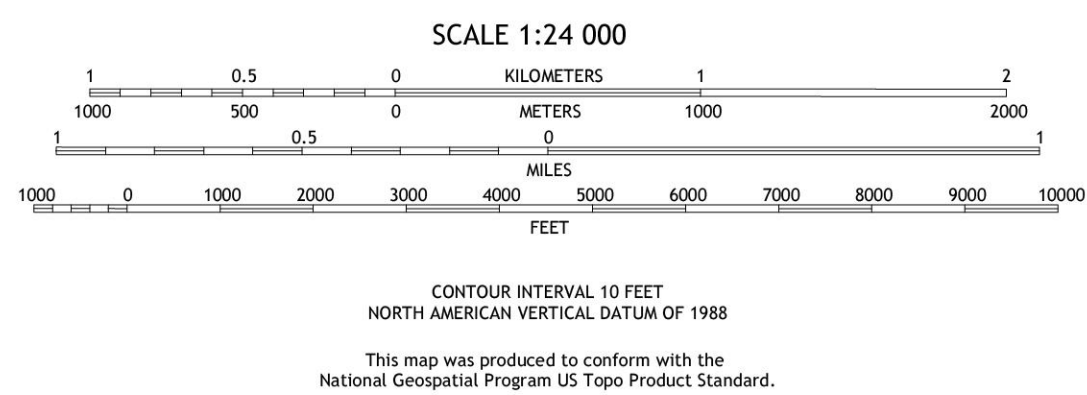 SCALE 1:24 000
1 0.5 0 KILOMETERS 1 2
1000 500 0 METERS 1000 2000
1 0.5 0 1
MILES
1000 0 1000 2000 3000 4000 5000 6000 7000 8000 9000 10000
FEET
CONTOUR INTERVAL 10 FEET
NORTH AMERICAN VERTICAL DATUM OF 1988
This map was produced to conform with the
National Geospatial Program US Topo Product Standard.